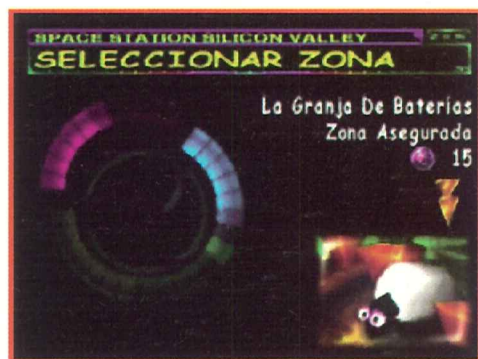 SPACE STATION SILICON VALLEY
SELECCIONAR ZONA
La Granja De Baterías
Zona Asegurada
15